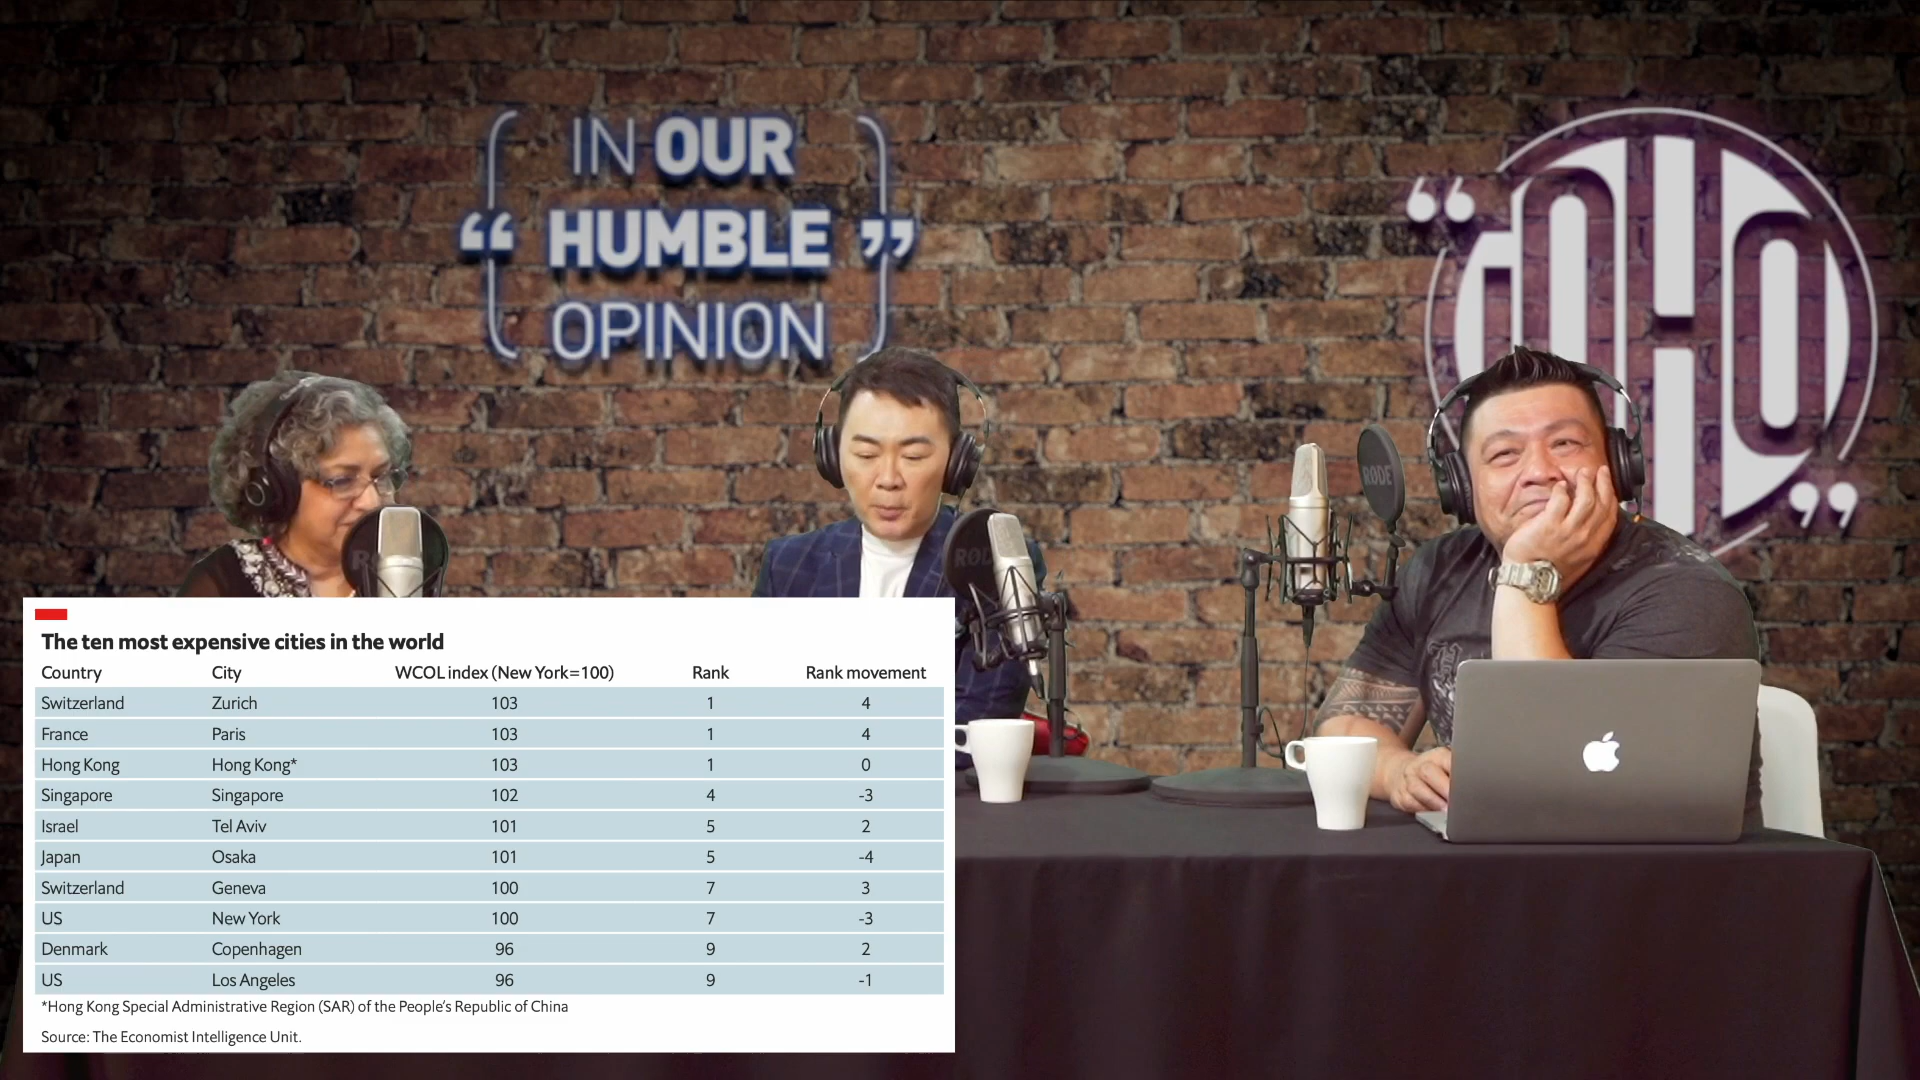 IN OUR
“ HUMBLE ”
OPINION
“IOHO”
RØDE
RØDE
The ten most expensive cities in the world
Country City WCOL index (New York=100) Rank Rank movement
Switzerland Zurich 103 1 4
France Paris 103 1 4
Hong Kong Hong Kong* 103 1 0
Singapore Singapore 102 4 -3
Israel Tel Aviv 101 5 2
Japan Osaka 101 5 -4
Switzerland Geneva 100 7 3
US New York 100 7 -3
Denmark Copenhagen 96 9 2
US Los Angeles 96 9 -1
*Hong Kong Special Administrative Region (SAR) of the People's Republic of China
Source: The Economist Intelligence Unit.